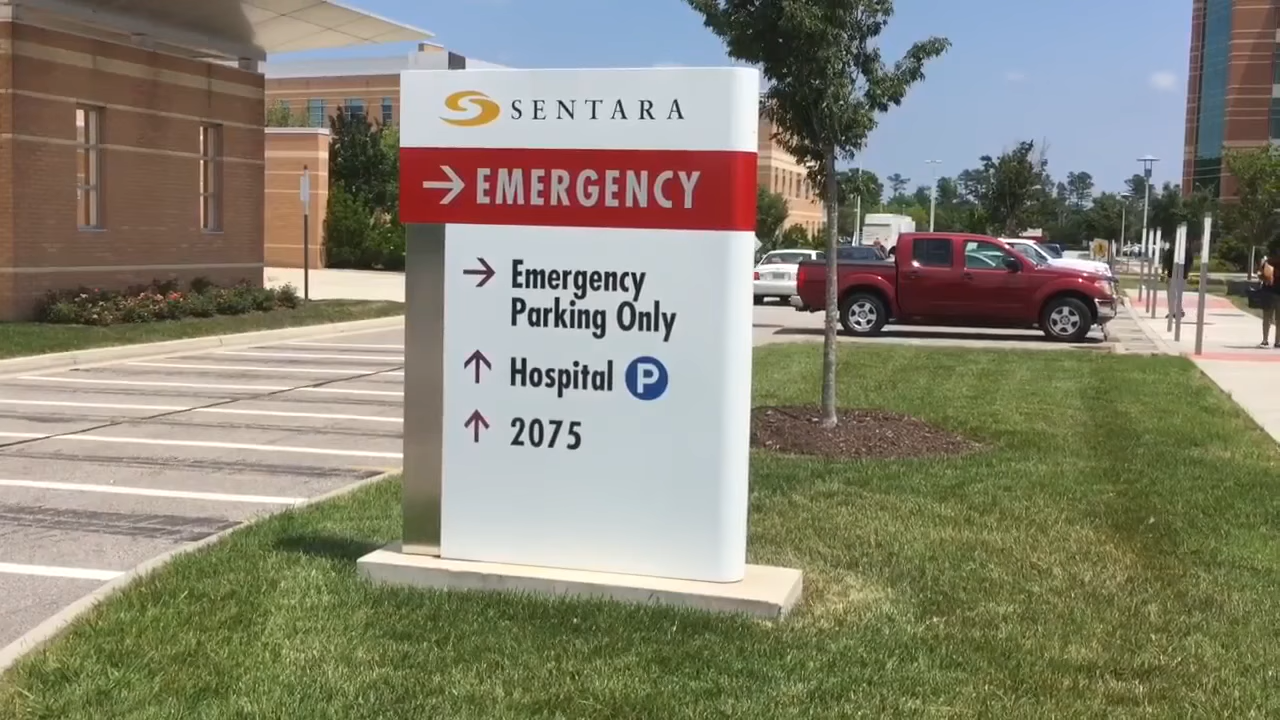 SENTARA
→ EMERGENCY
→ Emergency
Parking Only
↑ Hospital P
↑ 2075